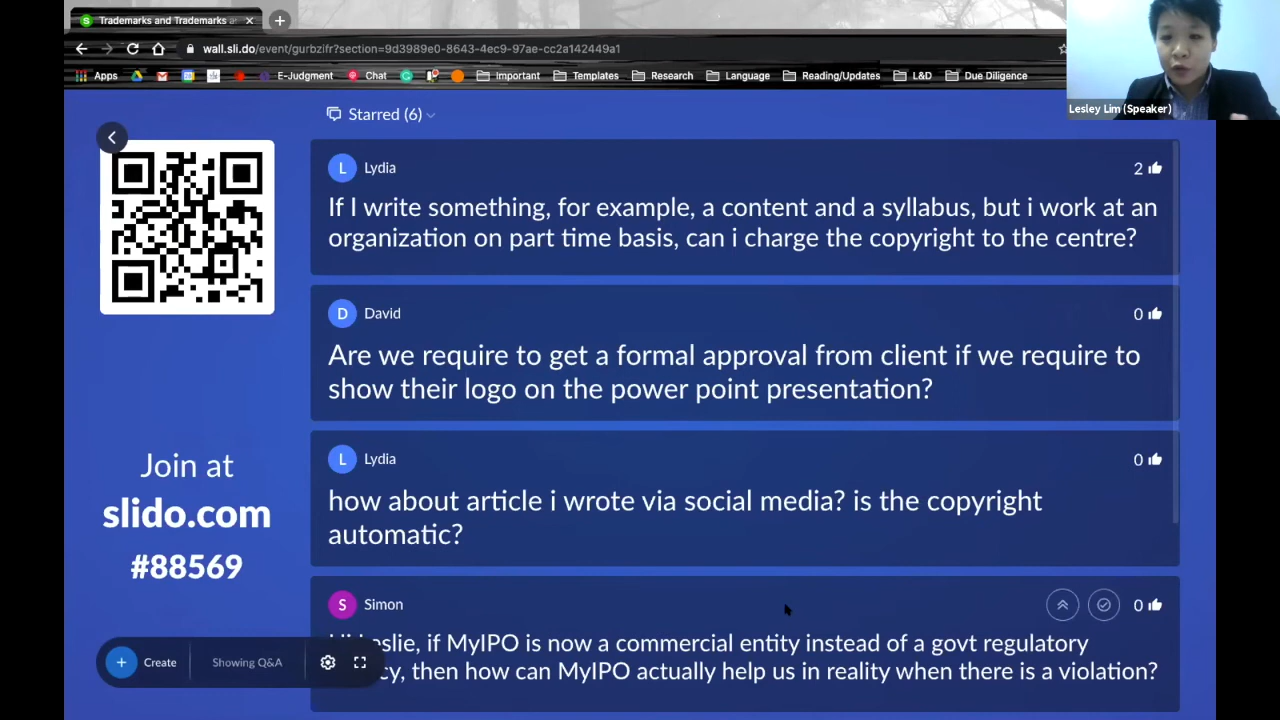 Trademarks and Trademarks a
wall.sli.do/event/gurbzifr?section=9d3989e0-8643-4ec9-97ae-cc2a142449a1
Apps
E-Judgment
Chat
Important
Templates
Research
Language
Reading/Updates
L&D
Due Diligence
Lesley Lim (Speaker)
Starred (6)
L Lydia
2
If I write something, for example, a content and a syllabus, but i work at an
organization on part time basis, can i charge the copyright to the centre?
D David
0
Are we require to get a formal approval from client if we require to
show their logo on the power point presentation?
L Lydia
0
how about article i wrote via social media? is the copyright
automatic?
S Simon
0
if MyIPO is now a commercial entity instead of a govt regulatory
then how can MyIPO actually help us in reality when there is a violation?
Join at
slido.com
#88569
Create
Showing Q&A